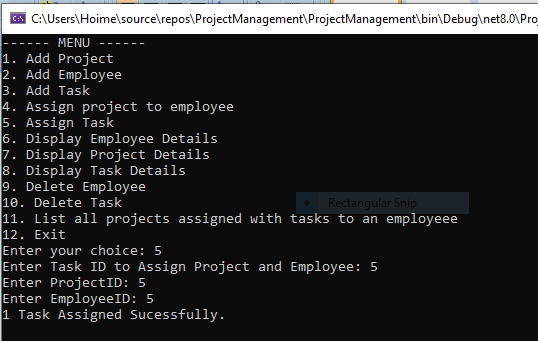 C:\Users\Hoime\source\repos\ProjectManagement\ProjectManagement\bin\Debug\net8.0\Proj
------ MENU ------
1. Add Project
2. Add Employee
3. Add Task
4. Assign project to employee
5. Assign Task
6. Display Employee Details
7. Display Project Details
8. Display Task Details
9. Delete Employee
10. Delete Task
Rectangular Snip
11. List all projects assigned with tasks to an employeee
12. Exit
Enter your choice: 5
Enter Task ID to Assign Project and Employee: 5
Enter ProjectID: 5
Enter EmployeeID: 5
1 Task Assigned Sucessfully.